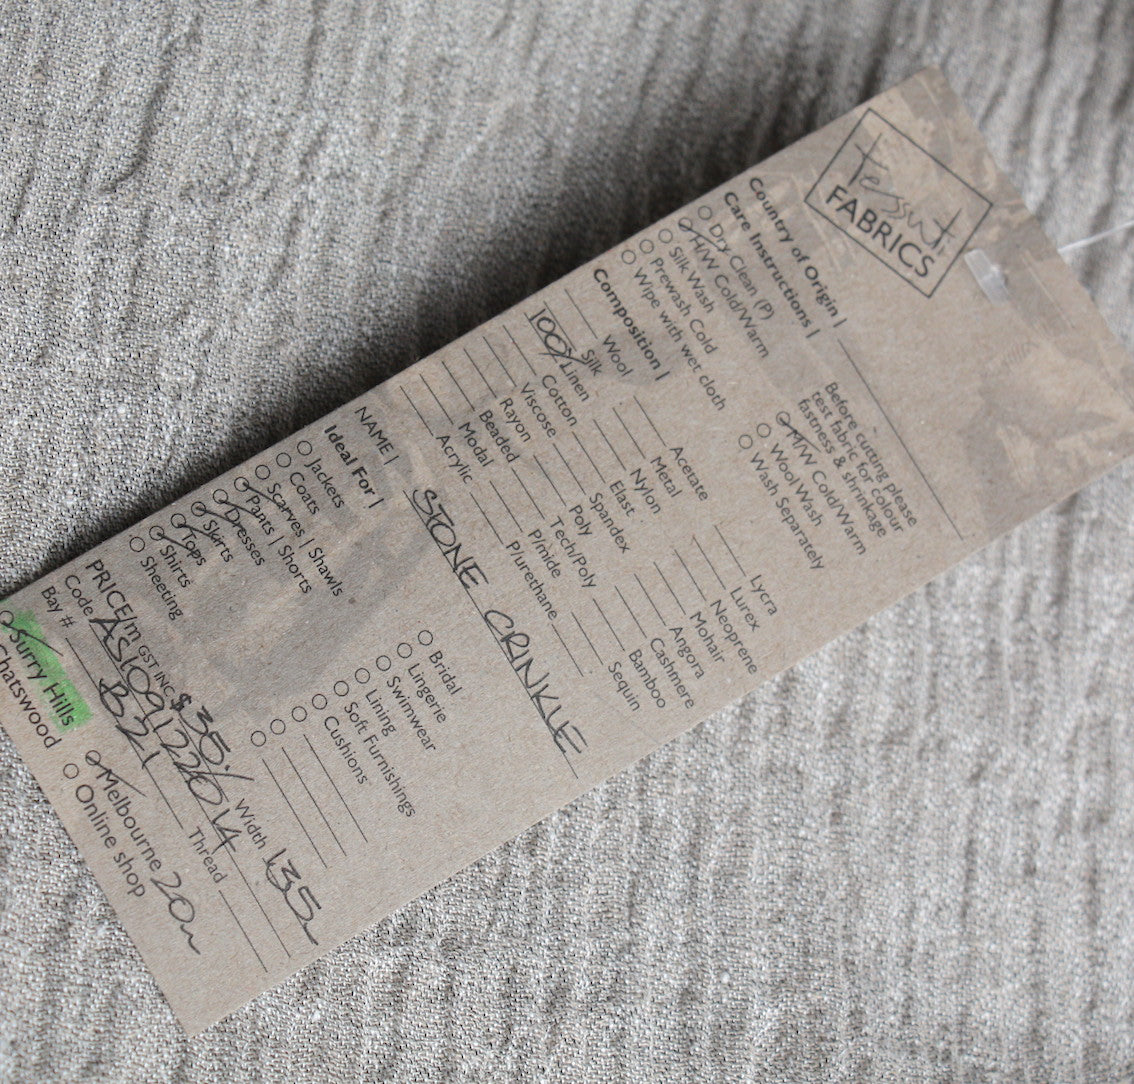 tessuti
FABRICS
Country of Origin |
Care Instructions |
Dry Clean (P)
H/W Cold/Warm
Silk Wash
Prewash Cold
Wipe with wet cloth
Before cutting please
test fabric for colour
fastness & shrinkage
M/W Cold/Warm
Wool Wash
Wash Separately
Composition |
Wool
Silk
100% Linen
Cotton
Viscose
Rayon
Beaded
Modal
Acrylic
Acetate
Metal
Nylon
Elast
Spandex
Poly
Tech/Poly
P/mide
P/urethane
Lycra
Lurex
Neoprene
Mohair
Angora
Cashmere
Bamboo
Sequin
NAME | STONE CRINKLE
Ideal For |
Jackets
Coats
Scarves | Shawls
Pants | Shorts
Dresses
Skirts
Tops
Shirts
Sheeting
Bridal
Lingerie
Swimwear
Lining
Soft Furnishings
Cushions
PRICE/m GST INC $35 Width 135
Code AS109122014
Bay # B21 Thread
Surry Hills
Chatswood
Melbourne 20m
Online shop